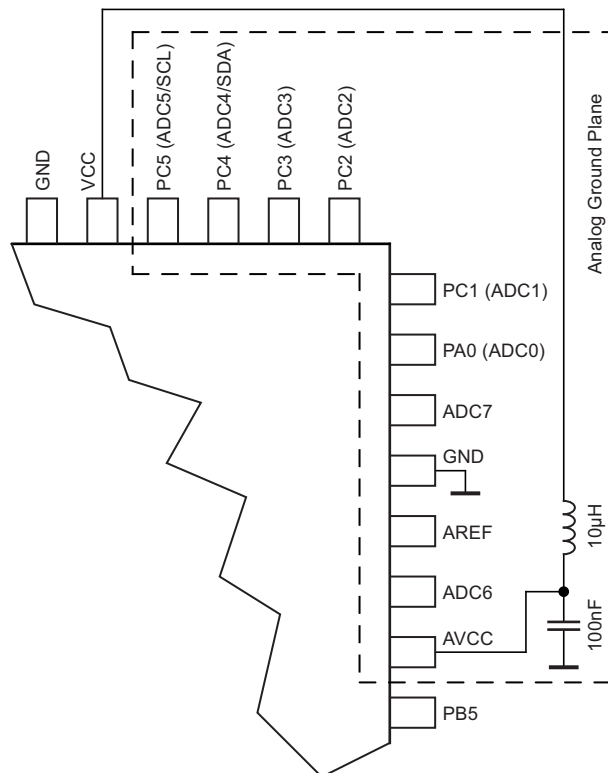 GND
VCC
PC5 (ADC5/SCL)
PC4 (ADC4/SDA)
PC3 (ADC3)
PC2 (ADC2)
Analog Ground Plane
PC1 (ADC1)
PA0 (ADC0)
ADC7
GND
AREF
10µH
ADC6
100nF
AVCC
PB5